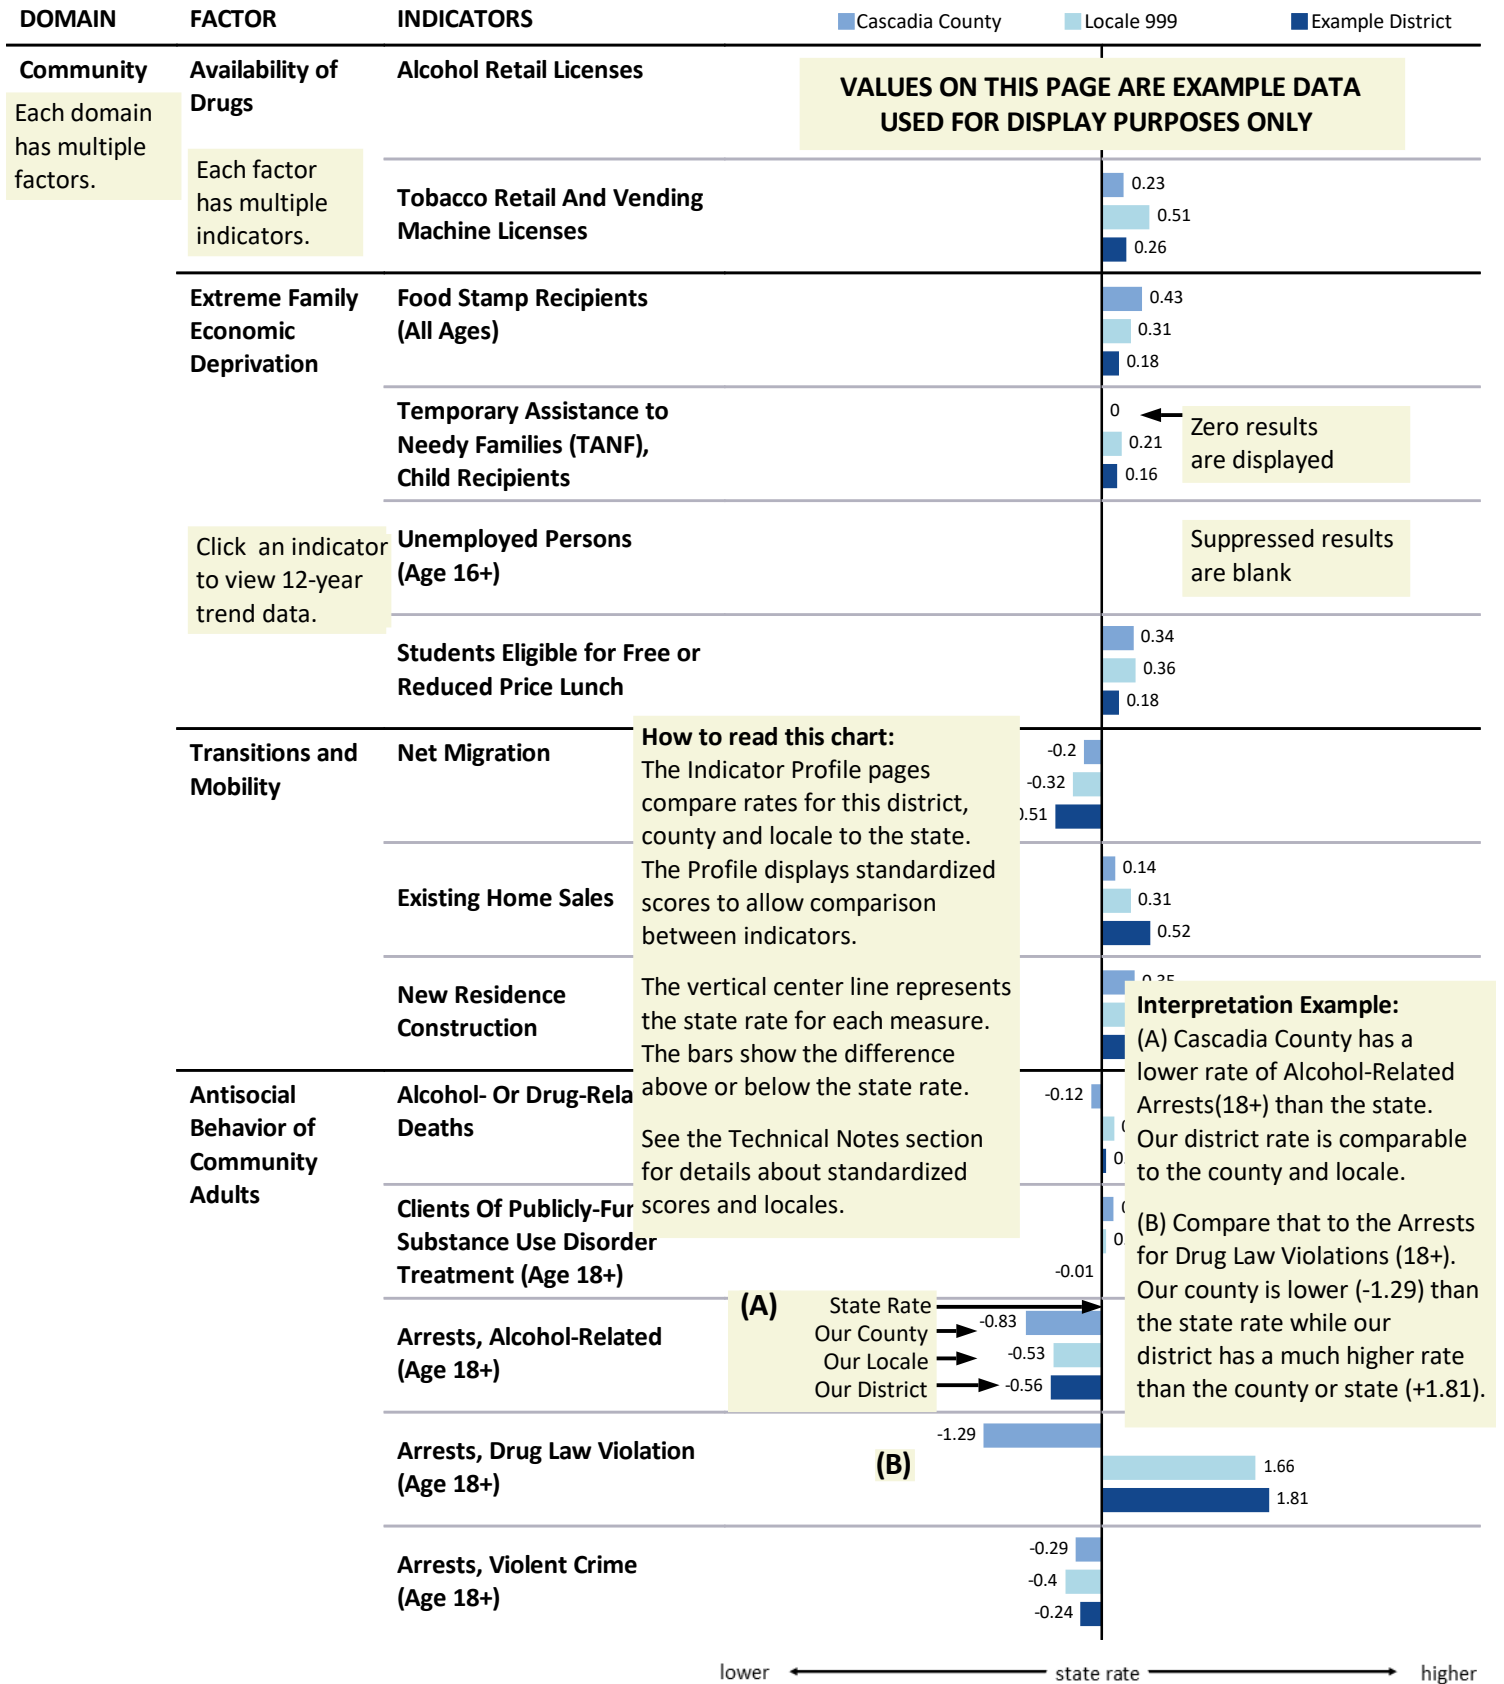 DOMAIN FACTOR INDICATORS Cascadia County Locale 999 Example District
Community
Each domain
has multiple
factors.
Availability of
Drugs
Each factor
has multiple
indicators.
Alcohol Retail Licenses
VALUES ON THIS PAGE ARE EXAMPLE DATA
USED FOR DISPLAY PURPOSES ONLY
Tobacco Retail And Vending
Machine Licenses
0.23
0.51
0.26
Extreme Family
Economic
Deprivation
Food Stamp Recipients
(All Ages)
0.43
0.31
0.18
Temporary Assistance to
Needy Families (TANF),
Child Recipients
0
0.21
0.16
Zero results
are displayed
Click an indicator
to view 12-year
trend data.
Unemployed Persons
(Age 16+)
Suppressed results
are blank
Students Eligible for Free or
Reduced Price Lunch
0.34
0.36
0.18
Transitions and
Mobility
Net Migration
-0.2
-0.32
.51
Existing Home Sales
0.14
0.31
0.52
New Residence
Construction
How to read this chart:
The Indicator Profile pages
compare rates for this district,
county and locale to the state.
The Profile displays standardized
scores to allow comparison
between indicators.
The vertical center line represents
the state rate for each measure.
The bars show the difference
above or below the state rate.
See the Technical Notes section
for details about standardized
scores and locales.
Interpretation Example:
(A) Cascadia County has a
lower rate of Alcohol-Related
Arrests(18+) than the state.
Our district rate is comparable
to the county and locale.
(B) Compare that to the Arrests
for Drug Law Violations (18+).
Our county is lower (-1.29) than
the state rate while our
district has a much higher rate
than the county or state (+1.81).
Antisocial
Behavior of
Community
Adults
Alcohol- Or Drug-Rela
Deaths
-0.12
0.
Clients Of Publicly-Fu
Substance Use Disorder
Treatment (Age 18+)
0.
-0.01
Arrests, Alcohol-Related
(Age 18+)
(A)
State Rate
Our County
Our Locale
Our District
-0.83
-0.53
-0.56
Arrests, Drug Law Violation
(Age 18+)
(B)
-1.29
1.66
1.81
Arrests, Violent Crime
(Age 18+)
-0.29
-0.4
-0.24
lower state rate higher